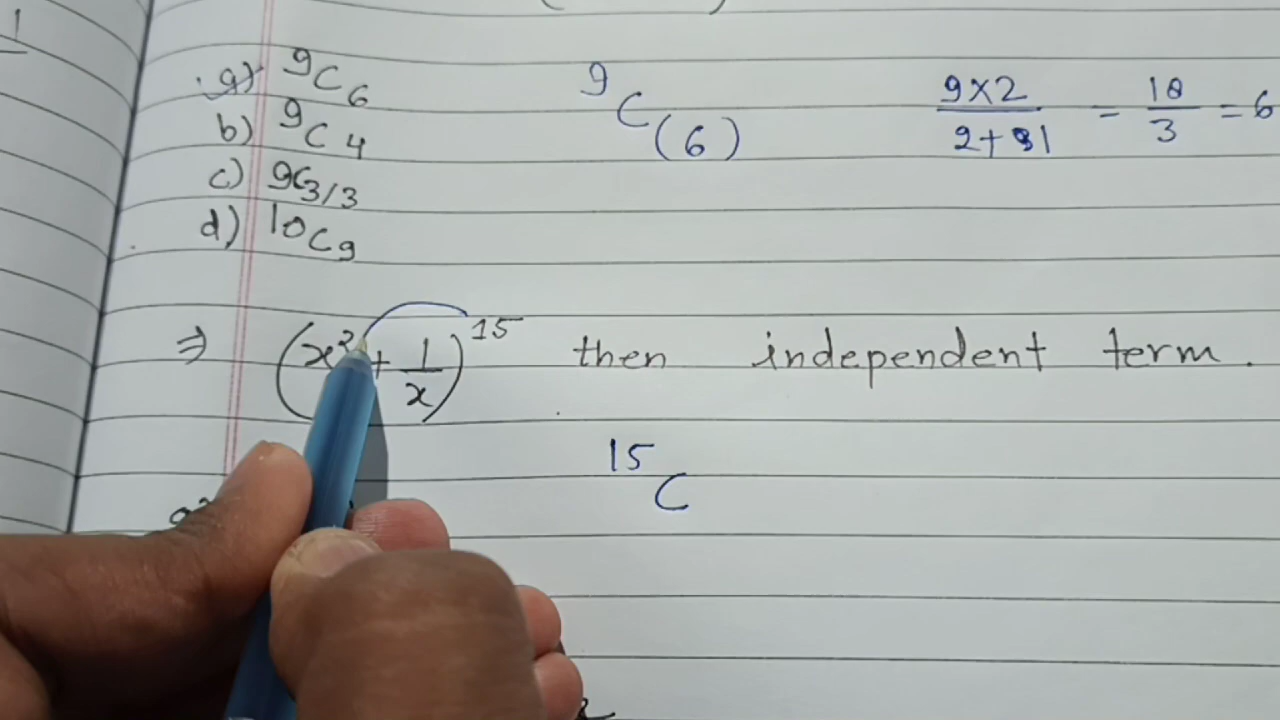 a) ⁹C₆
b) ⁹C₄
c) 9C₃/₃
d) ¹⁰C₉
⁹C₍₆₎
9×2/2+1 = 18/3 = 6
⇒ (x² + 1/x)¹⁵ then independent term.
¹⁵C